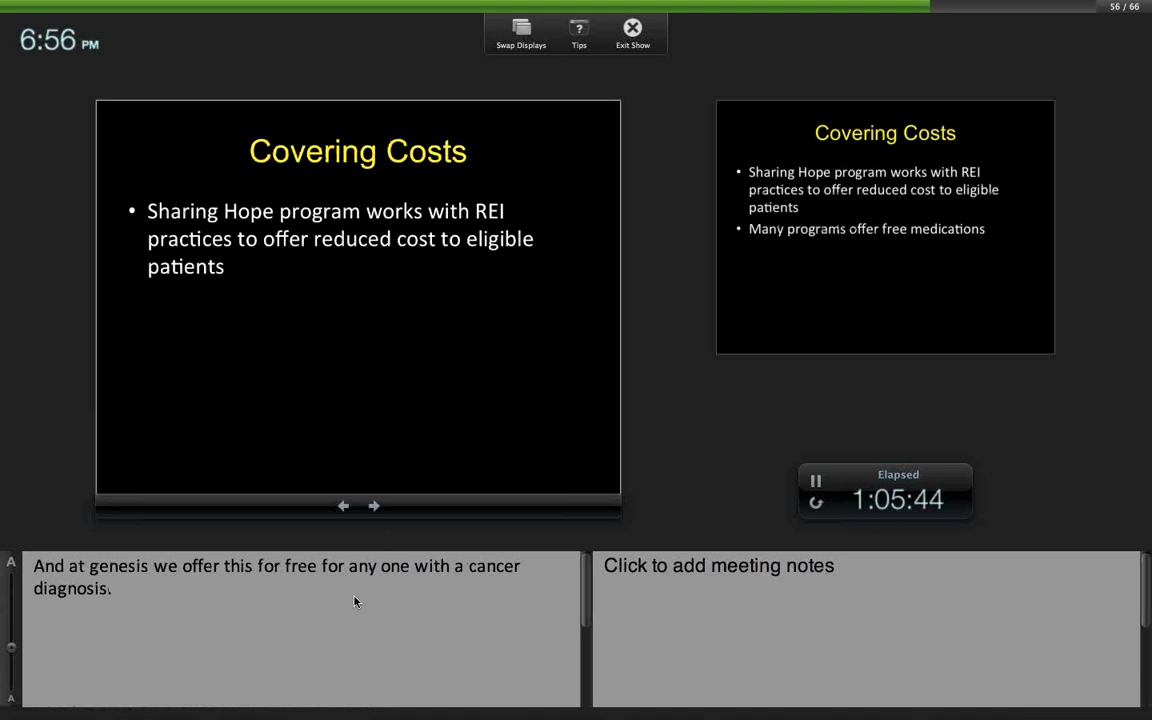 56 / 66
6:56 PM
Swap Displays
Tips
Exit Show
Covering Costs
• Sharing Hope program works with REI
practices to offer reduced cost to eligible
patients
Covering Costs
• Sharing Hope program works with REI
practices to offer reduced cost to eligible
patients
• Many programs offer free medications
Elapsed
1:05:44
A
And at genesis we offer this for free for any one with a cancer
diagnosis.
A
Click to add meeting notes